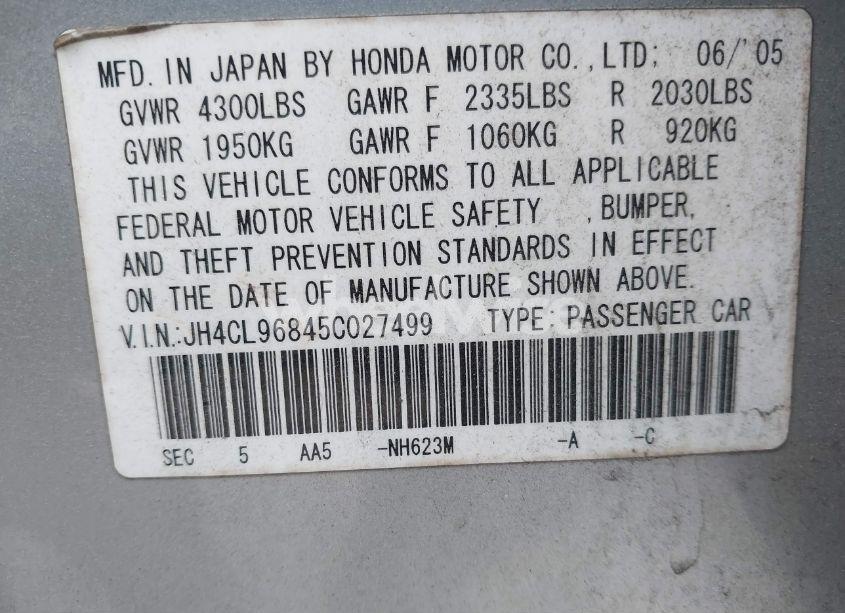 MFD. IN JAPAN BY HONDA MOTOR CO.,LTD; 06/'05
GVWR 4300LBS GAWR F 2335LBS R 2030LBS
GVWR 1950KG GAWR F 1060KG R 920KG
THIS VEHICLE CONFORMS TO ALL APPLICABLE
FEDERAL MOTOR VEHICLE SAFETY , BUMPER,
AND THEFT PREVENTION STANDARDS IN EFFECT
ON THE DATE OF MANUFACTURE SHOWN ABOVE.
V.I.N.:JH4CL96845C027499 TYPE: PASSENGER CAR
SEC 5 AA5 -NH623M -A -C